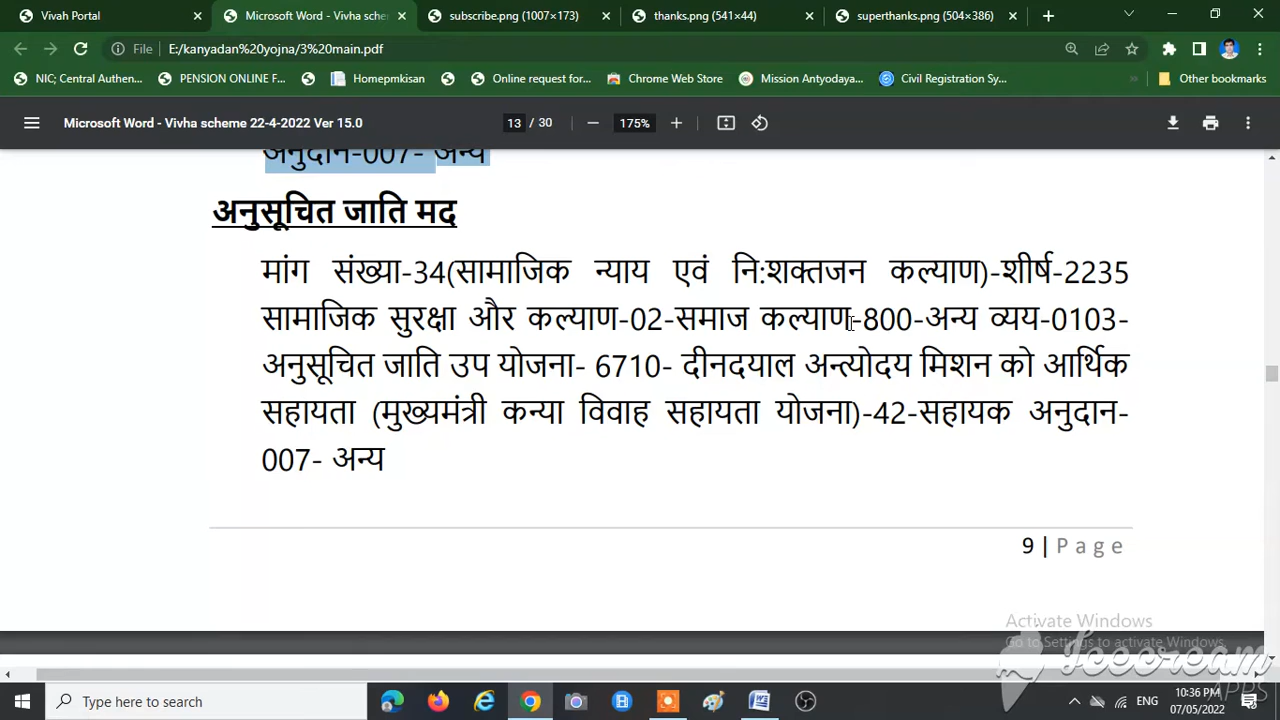 Vivah Portal
Microsoft Word - Vivha sche
subscribe.png (1007×173)
thanks.png (541×44)
superthanks.png (504×386)
File
E:/kanyadan%20yojna/3%20main.pdf
NIC; Central Authen...
PENSION ONLINE F...
Homepmkisan
Online request for...
Chrome Web Store
Mission Antyodaya...
Civil Registration Sy...
Other bookmarks
Microsoft Word - Vivha scheme 22-4-2022 Ver 15.0
13 / 30
175%
अनुदान-007- अन्य
अनुसूचित जाति मद
मांग संख्या-34(सामाजिक न्याय एवं नि:शक्तजन कल्याण)-शीर्ष-2235
सामाजिक सुरक्षा और कल्याण-02-समाज कल्याण-800-अन्य व्यय-0103-
अनुसूचित जाति उप योजना- 6710- दीनदयाल अन्त्योदय मिशन को आर्थिक
सहायता (मुख्यमंत्री कन्या विवाह सहायता योजना)-42-सहायक अनुदान-
007- अन्य
9 | Page
Activate Windows
Go to Settings to activate Windows.
Icecream
APPS
Type here to search
ENG
10:36 PM
07/05/2022